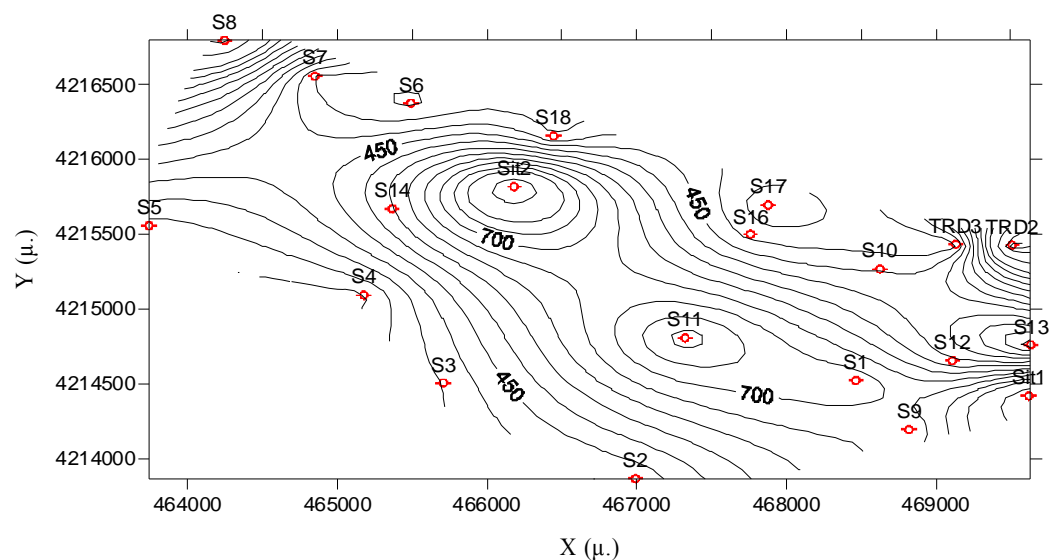 S8
S7
4216500
S6
S18
450
4216000
Sit2
S14
S17
450
S5
S16
4215500
TRD3
TRD2
700
S10
S4
4215000
S11
S13
S12
S3
S1
Sit1
4214500
450
700
S9
4214000
S2
464000 465000 466000 467000 468000 469000
X (μ.)
Y (μ.)